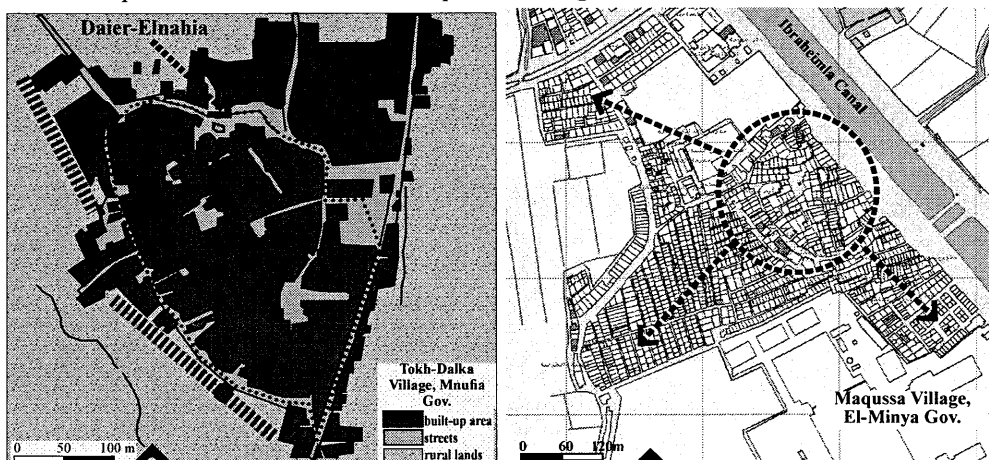 Daier-Elnahia
Tokh-Dalka
Village, Mnufia
Gov.
built-up area
streets
rural lands
0 50 100 m
Ibraheimia Canal
Maqussa Village,
El-Minya Gov.
0 60 120m